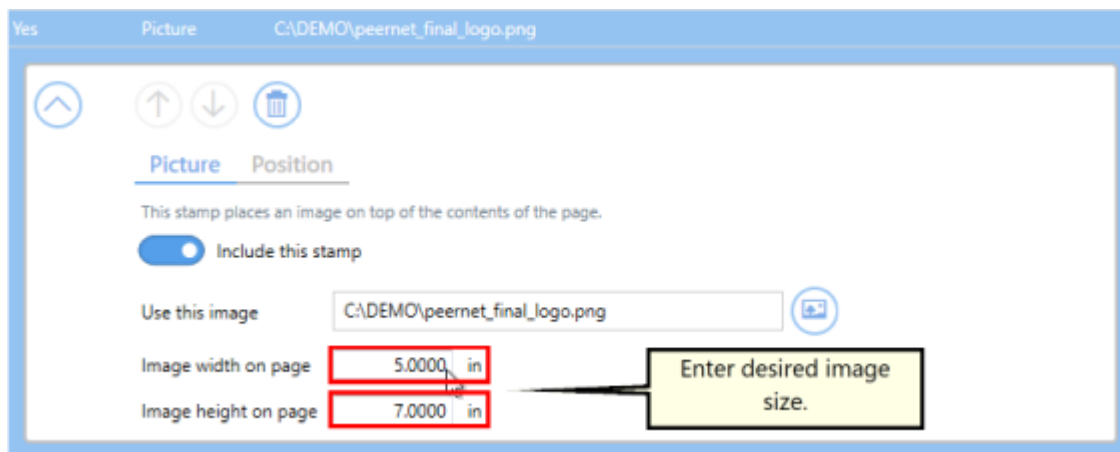 Yes Picture C:\DEMO\peernet_final_logo.png
Picture Position
This stamp places an image on top of the contents of the page.
Include this stamp
Use this image C:\DEMO\peernet_final_logo.png
Image width on page 5.0000 in
Image height on page 7.0000 in
Enter desired image
size.